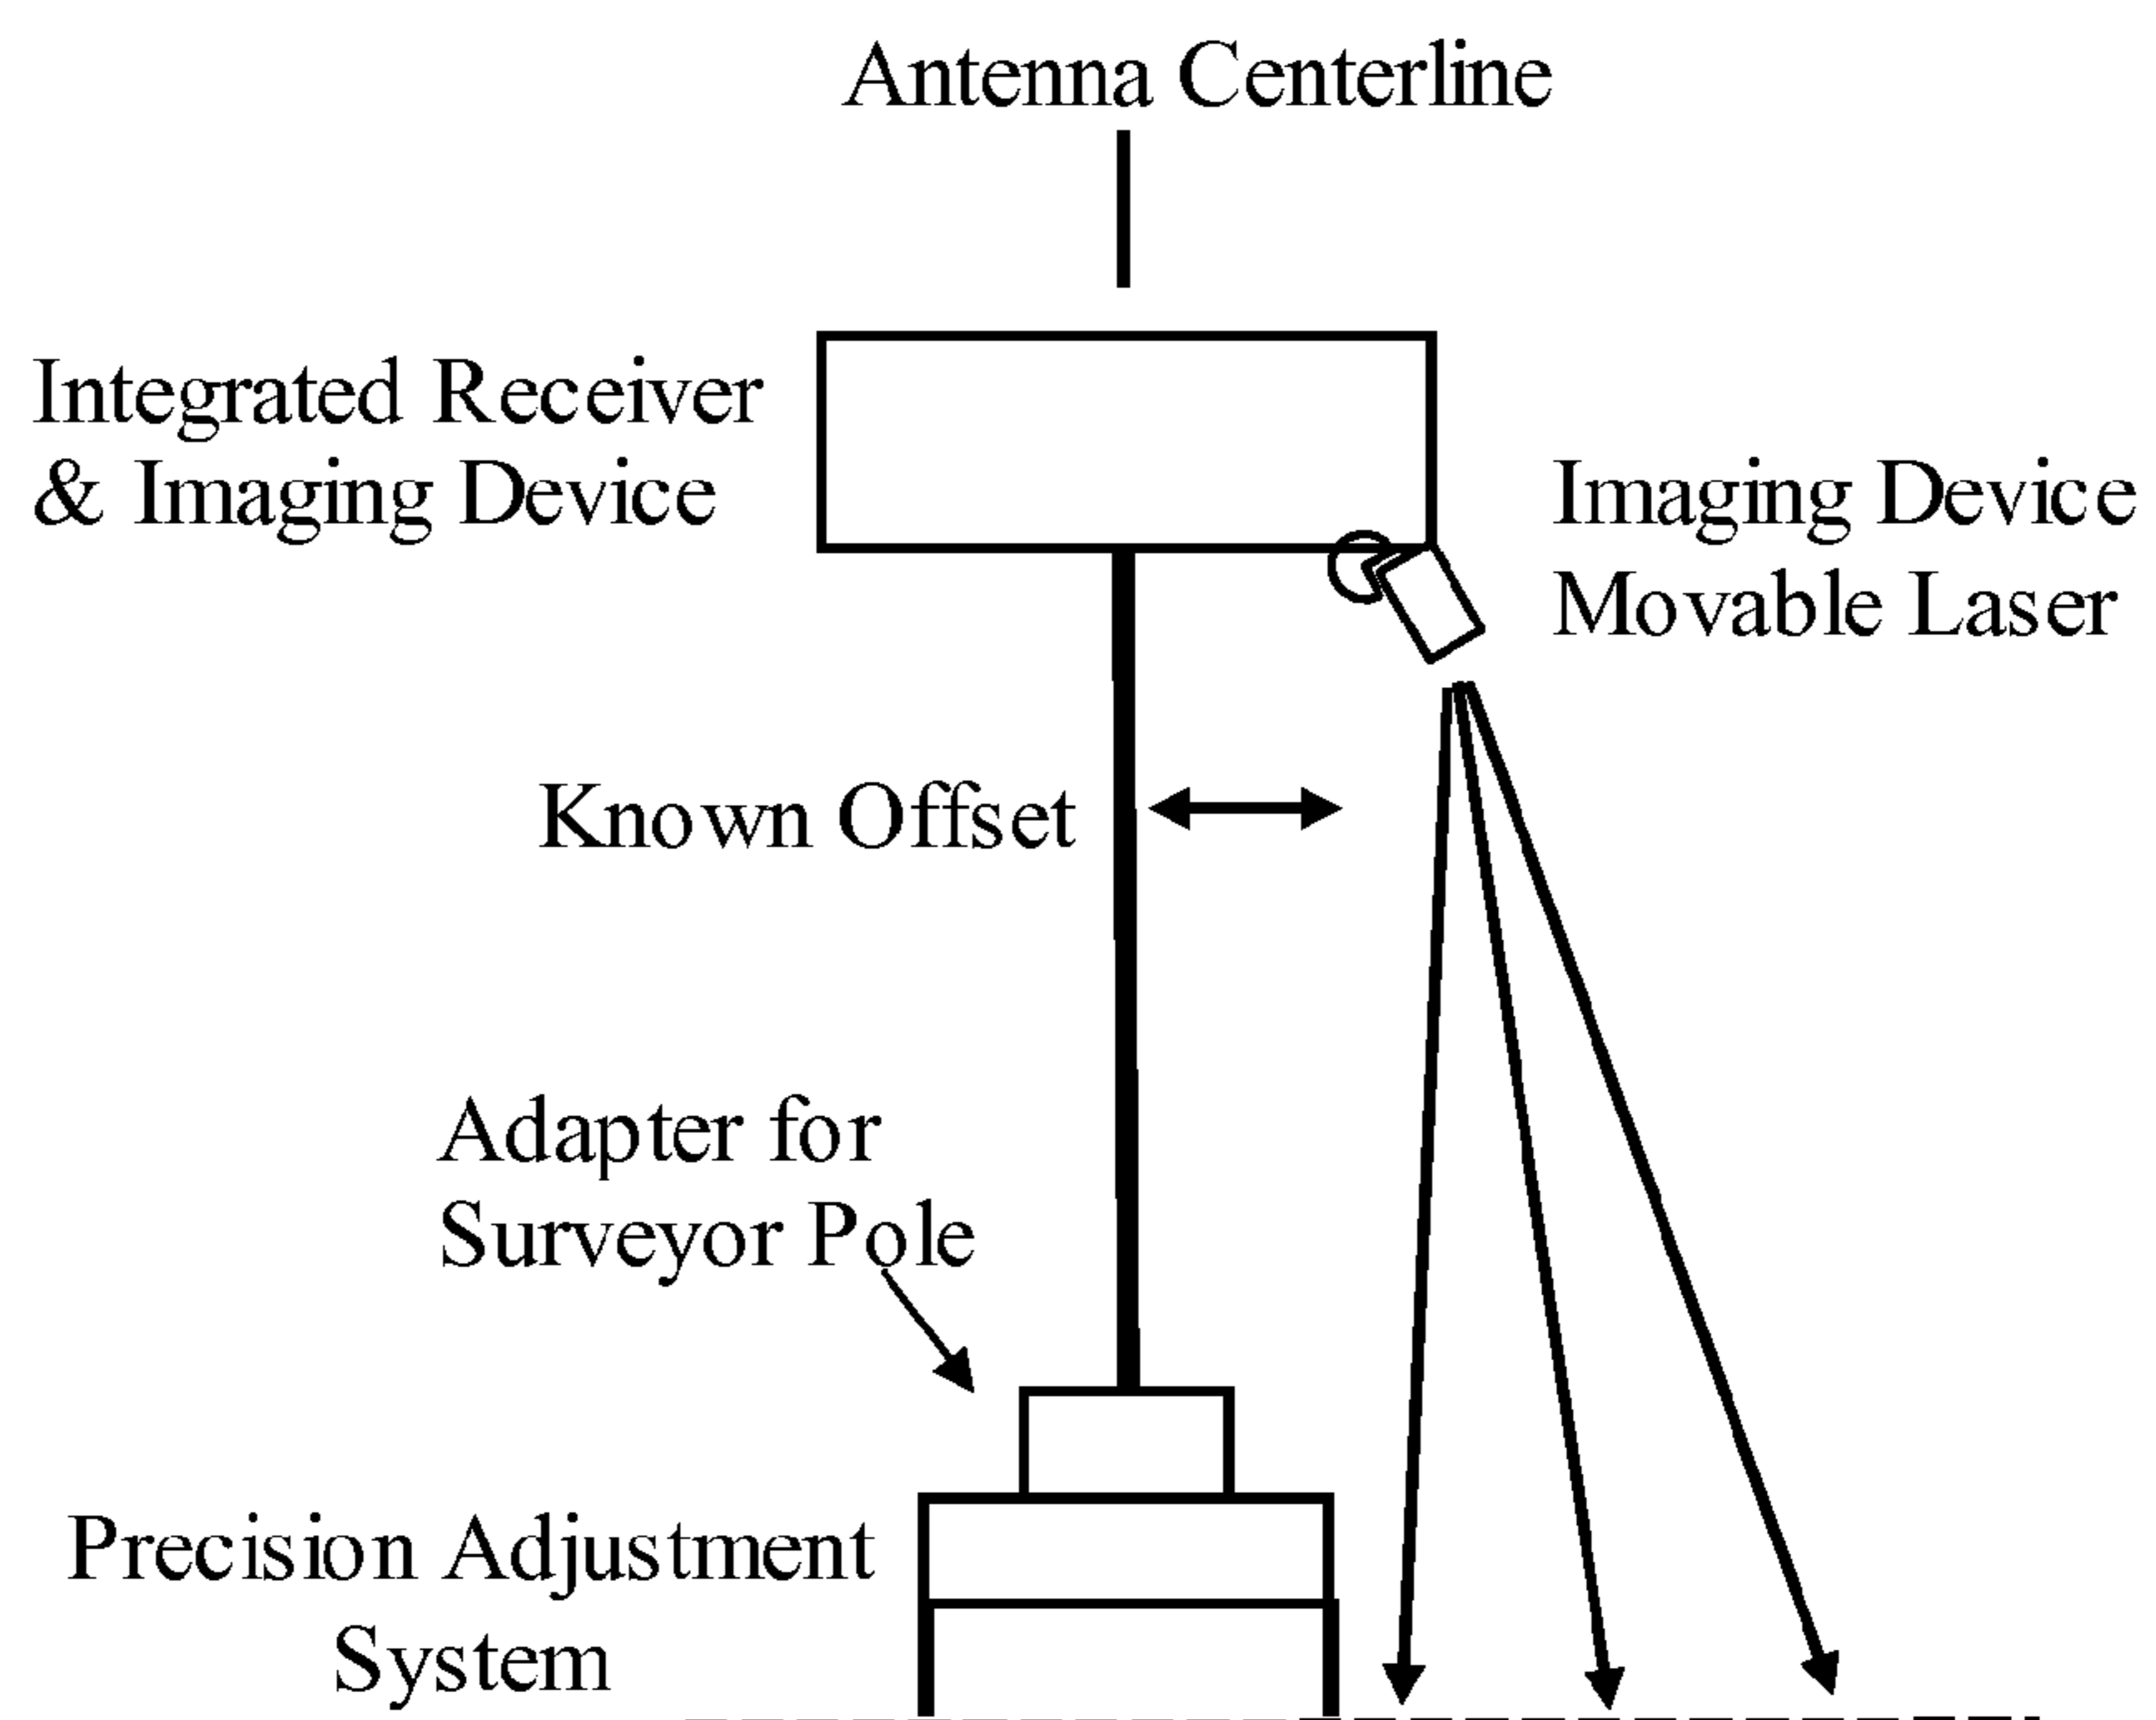 Antenna Centerline
Integrated Receiver
& Imaging Device
Imaging Device
Movable Laser
Known Offset
Adapter for
Surveyor Pole
Precision Adjustment
System